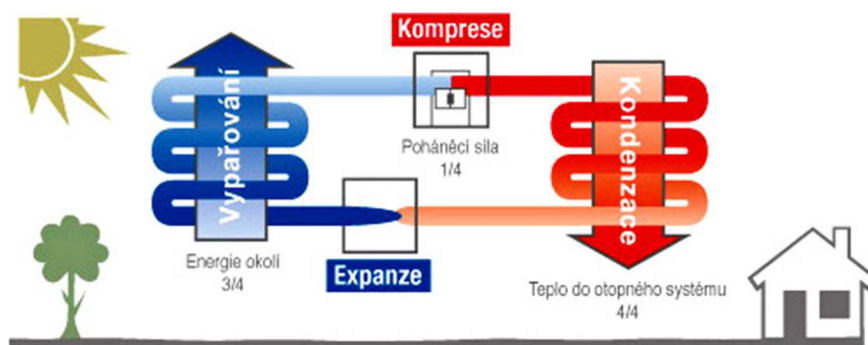 Komprese
Vypařování
Kondenzace
Poháněcí síla
1/4
Energie okolí
3/4
Expanze
Teplo do otopného systému
4/4